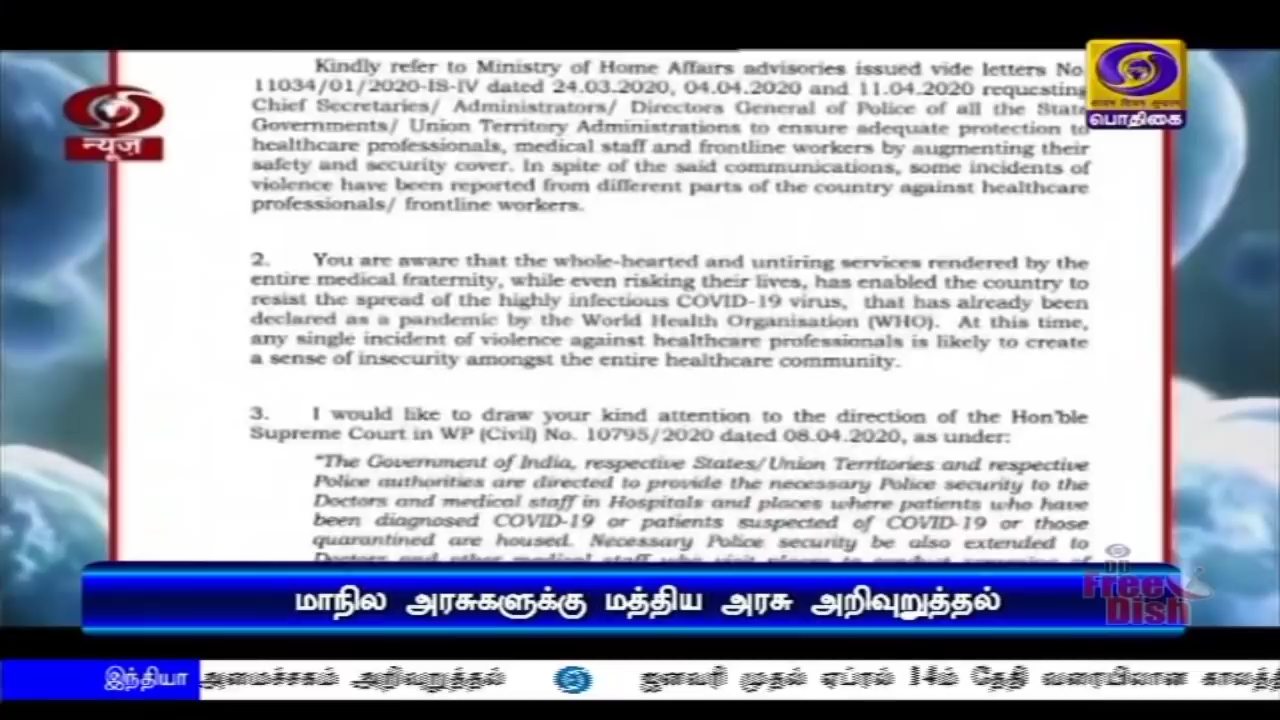 Kindly refer to Ministry of Home Affairs advisories issued vide letters No
11034/01/2020-IS-IV dated 24.03.2020, 04.04.2020 and 11.04.2020 requesting
Chief Secretaries/ Administrators/ Directors General of Police of all the State
Governments/ Union Territory Administrations to ensure adequate protection to
healthcare professionals, medical staff and frontline workers by augmenting their
safety and security cover. In spite of the said communications, some incidents of
violence have been reported from different parts of the country against healthcare
professionals/ frontline workers.
2. You are aware that the whole-hearted and untiring services rendered by the
entire medical fraternity, while even risking their lives, has enabled the country to
resist the spread of the highly infectious COVID-19 virus, that has already been
declared as a pandemic by the World Health Organisation (WHO). At this time,
any single incident of violence against healthcare professionals is likely to create
a sense of insecurity amongst the entire healthcare community.
3. I would like to draw your kind attention to the direction of the Hon'ble
Supreme Court in WP (Civil) No. 10795/2020 dated 08.04.2020, as under:
"The Government of India, respective States/Union Territories and respective
Police authorities are directed to provide the necessary Police security to the
Doctors and medical staff in Hospitals and places where patients who have
been diagnosed COVID-19 or patients suspected of COVID-19 or those
quarantined are housed. Necessary Police security be also extended to
न्यूज़
பொதிகை
DD
Free
Dish
மாநில அரசுகளுக்கு மத்திய அரசு அறிவுறுத்தல்
இந்தியா அமைச்சகம் அறிவுறுத்தல் ஜனவரி முதல் ஏப்ரல் 14ம் தேதி வரையிலான